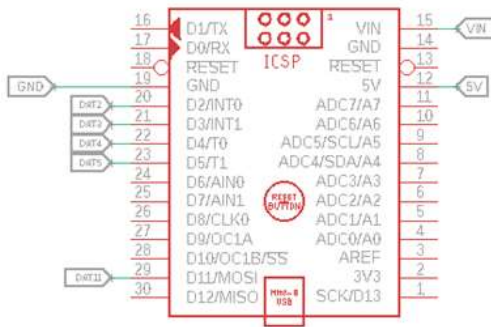 16 D1/TX VIN 15 VIN
17 D0/RX GND 14
18 RESET ICSP 1 RESET 13
GND 19 GND 5V 12 5V
DAT2 20 D2/INT0 ADC7/A7 11
DAT3 21 D3/INT1 ADC6/A6 10
DAT4 22 D4/T0 ADC5/SCL/A5 9
DAT5 23 D5/T1 ADC4/SDA/A4 8
24 D6/AIN0 ADC3/A3 7
25 D7/AIN1 RESET BUTTON ADC2/A2 6
26 D8/CLK0 ADC1/A1 5
27 D9/OC1A ADC0/A0 4
28 D10/OC1B/SS AREF 3
DAT11 29 D11/MOSI MINI-B USB 3V3 2
30 D12/MISO SCK/D13 1